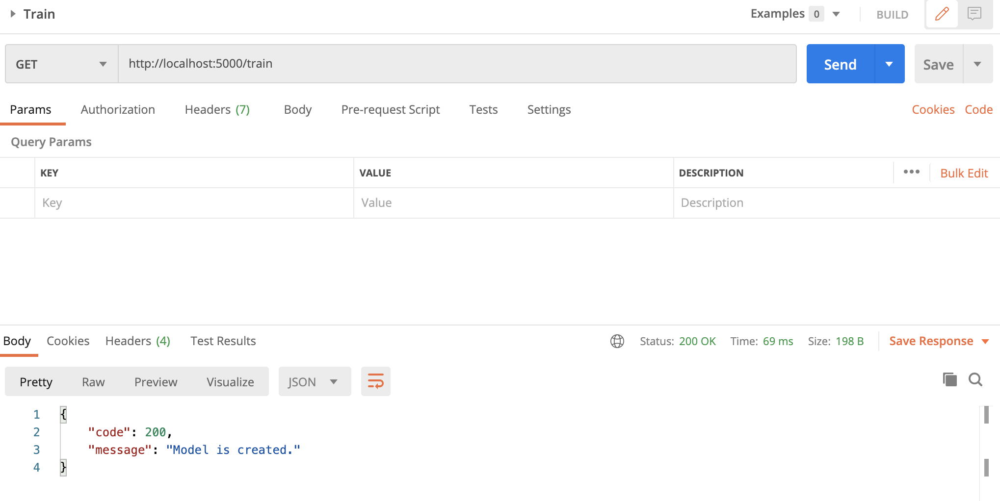 Train
Examples 0
BUILD
GET
http://localhost:5000/train
Send
Save
Params Authorization Headers (7) Body Pre-request Script Tests Settings Cookies Code
Query Params
KEY VALUE DESCRIPTION Bulk Edit
Key Value Description
Body Cookies Headers (4) Test Results Status: 200 OK Time: 69 ms Size: 198 B Save Response
Pretty Raw Preview Visualize JSON
1 {
2 "code": 200,
3 "message": "Model is created."
4 }